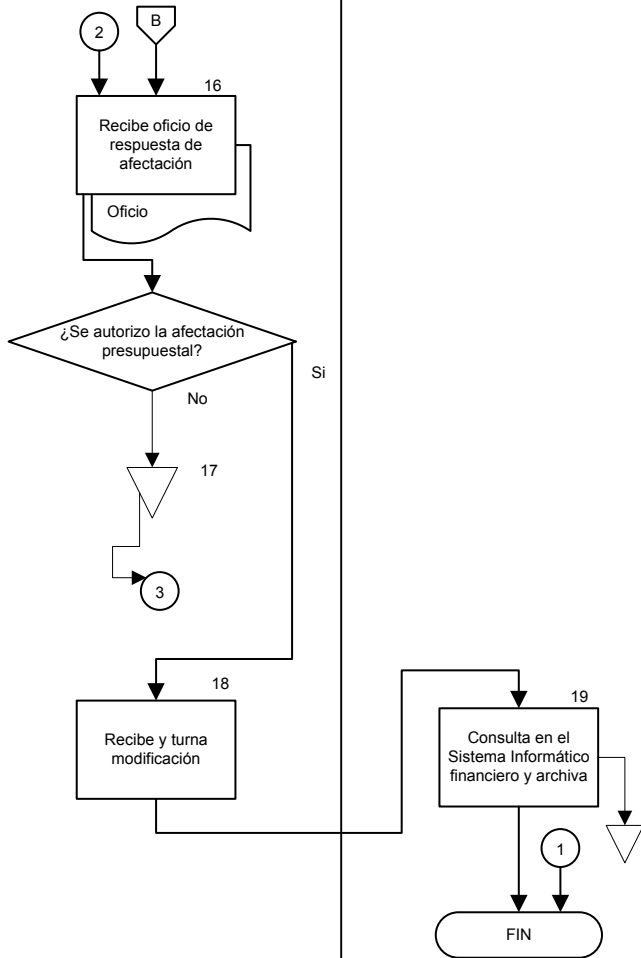 2
B
16
Recibe oficio de
respuesta de
afectación
Oficio
¿Se autorizo la afectación
presupuestal?
Si
No
17
3
18
Recibe y turna
modificación
19
Consulta en el
Sistema Informático
financiero y archiva
1
FIN